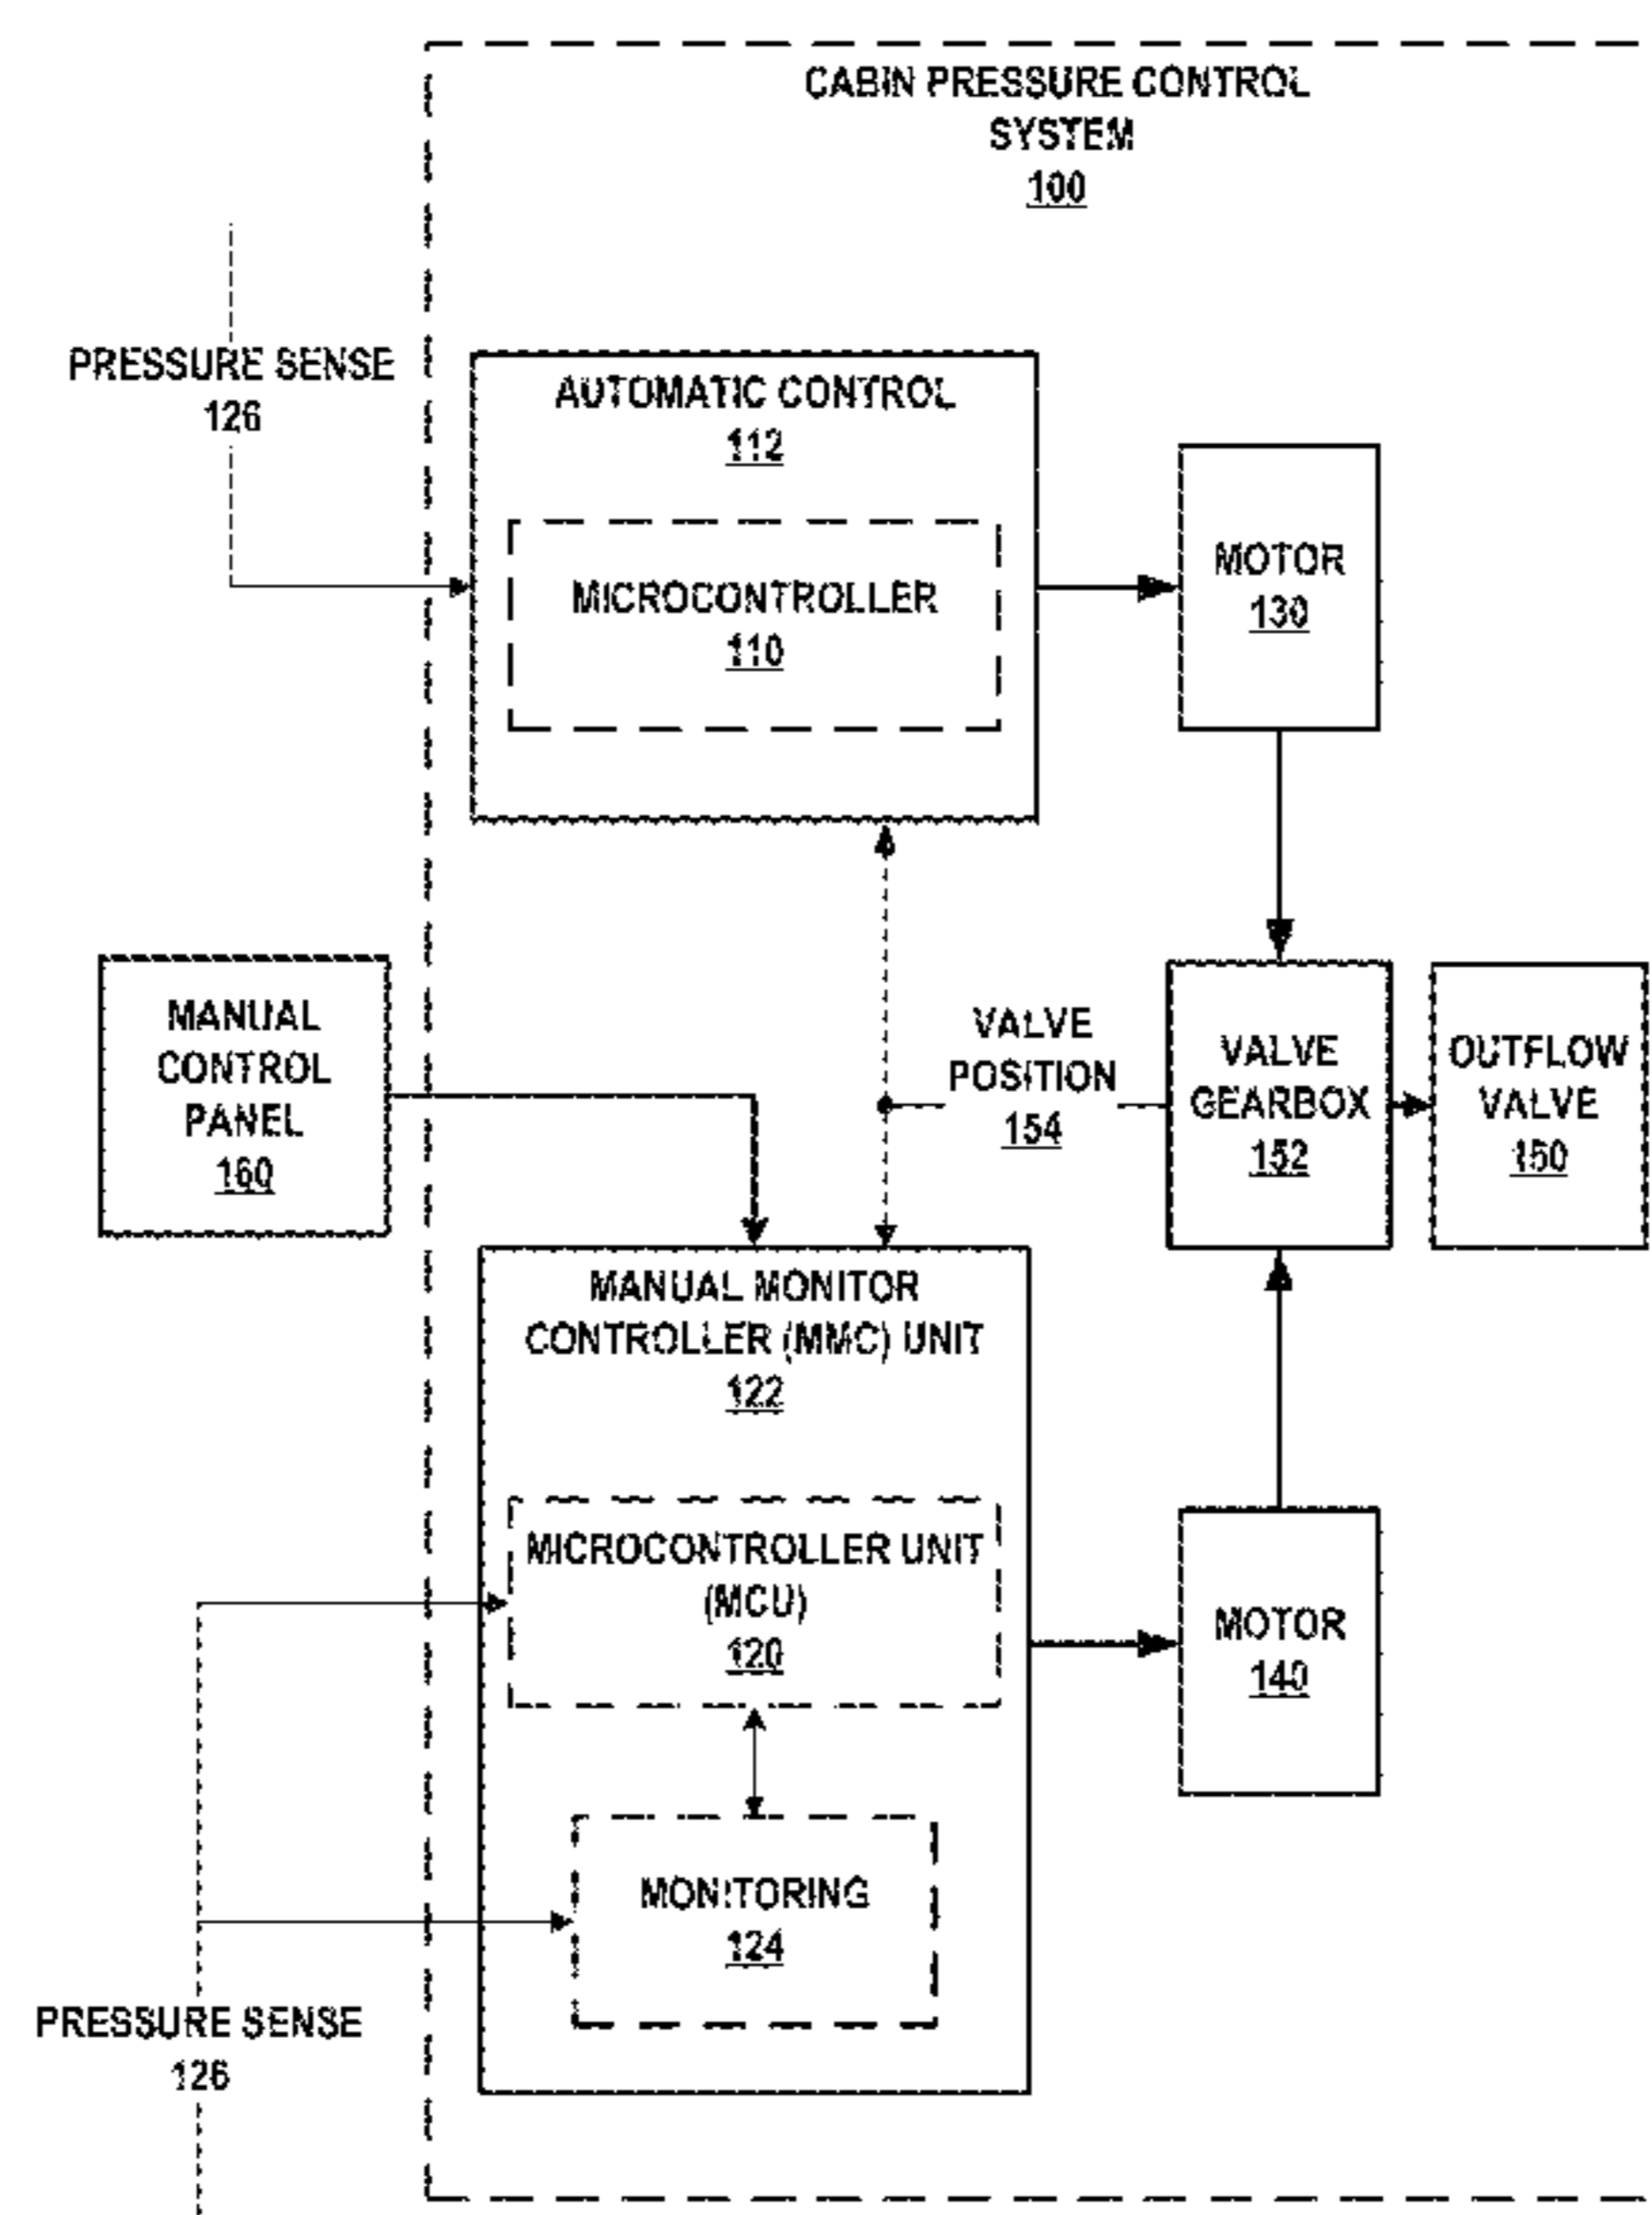 CABIN PRESSURE CONTROL
SYSTEM
100
PRESSURE SENSE
126
AUTOMATIC CONTROL
112
MICROCONTROLLER
110
MOTOR
130
MANUAL
CONTROL
PANEL
160
VALVE
POSITION
154
VALVE
GEARBOX
152
OUTFLOW
VALVE
150
MANUAL MONITOR
CONTROLLER (MMC) UNIT
122
MICROCONTROLLER UNIT
(MCU)
120
MOTOR
140
MONITORING
124
PRESSURE SENSE
126